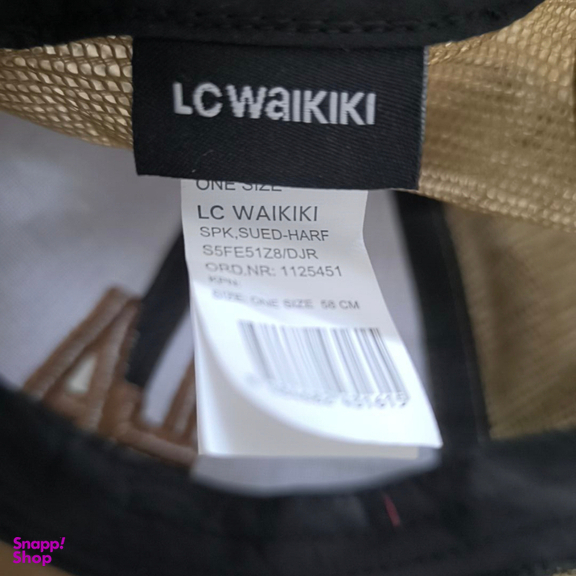 LC WAIKIKI
ONE SIZE
LC WAIKIKI
SPK,SUED-HARF
S5FE51Z8/DJR
ORD.NR: 1125451
KPN:
SIZE: ONE SIZE 58 CM
Snapp!
Shop